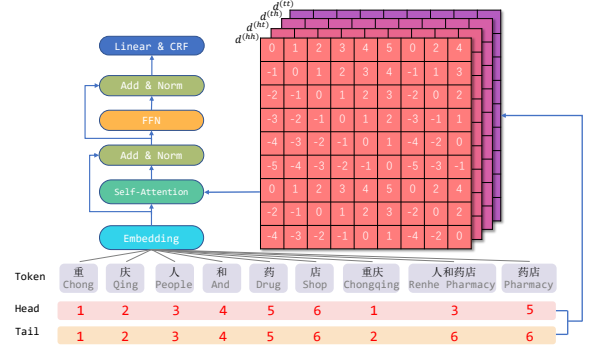 d^(tt)
d^(th)
d^(ht)
d^(hh)
0 1 2 3 4 5 0 2 4
-1 0 1 2 3 4 -1 1 3
-2 -1 0 1 2 3 -2 0 2
-3 -2 -1 0 1 2 -3 -1 1
-4 -3 -2 -1 0 1 -4 -2 0
-5 -4 -3 -2 -1 0 -5 -3 -1
0 1 2 3 4 5 0 2 4
-2 -1 0 1 2 3 -2 0 2
-4 -3 -2 -1 0 1 -4 -2 0
Linear & CRF
Add & Norm
FFN
Add & Norm
Self-Attention
Embedding
Token
重 庆 人 和 药 店 重庆 人和药店 药店
Chong Qing People And Drug Shop Chongqing Renhe Pharmacy Pharmacy
Head 1 2 3 4 5 6 1 3 5
Tail 1 2 3 4 5 6 2 6 6